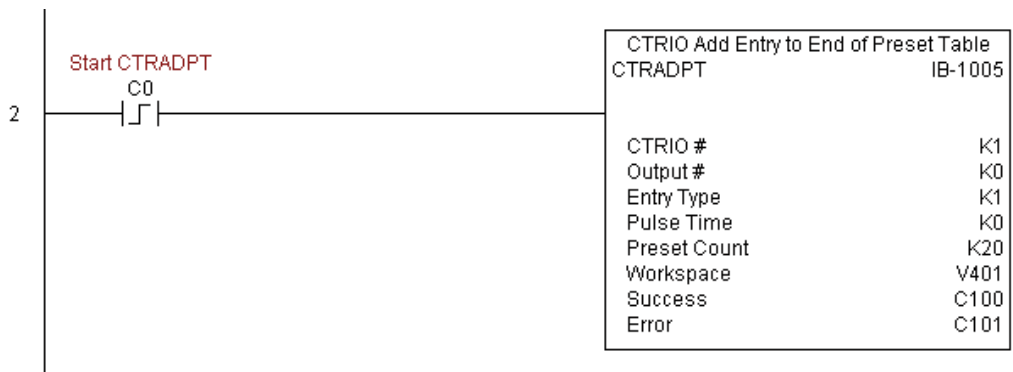 CTRIO Add Entry to End of Preset Table
CTRADPT IB-1005
Start CTRADPT
C0
2
CTRIO # K1
Output # K0
Entry Type K1
Pulse Time K0
Preset Count K20
Workspace V401
Success C100
Error C101